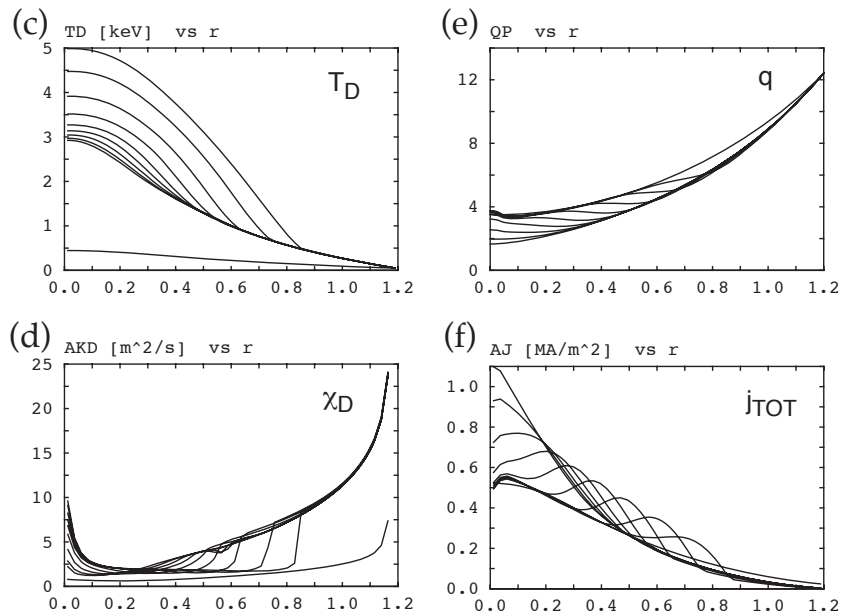 (c) TD [keV] vs r
T_D
5
4
3
2
1
0
0.0 0.2 0.4 0.6 0.8 1.0 1.2
(e) QP vs r
q
12
8
4
0
0.0 0.2 0.4 0.6 0.8 1.0 1.2
(d) AKD [m^2/s] vs r
χ_D
25
20
15
10
5
0
0.0 0.2 0.4 0.6 0.8 1.0 1.2
(f) AJ [MA/m^2] vs r
j_TOT
1.0
0.8
0.6
0.4
0.2
0.0
0.0 0.2 0.4 0.6 0.8 1.0 1.2